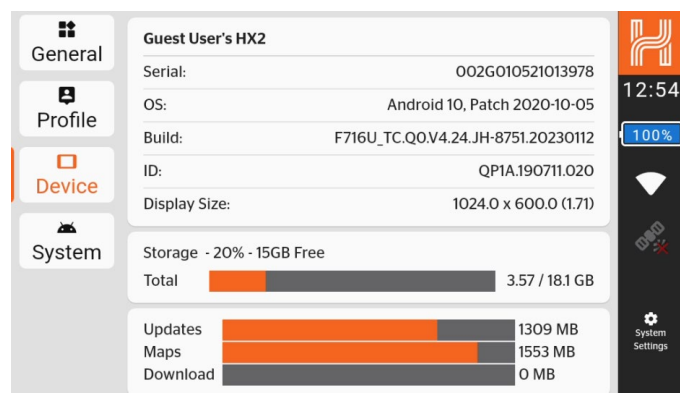 General
Profile
Device
System
Guest User's HX2
Serial: 002G010521013978
OS: Android 10, Patch 2020-10-05
Build: F716U_TC.Q0.V4.24.JH-8751.20230112
ID: QP1A.190711.020
Display Size: 1024.0 x 600.0 (1.71)
Storage - 20% - 15GB Free
Total 3.57 / 18.1 GB
Updates 1309 MB
Maps 1553 MB
Download 0 MB
12:54
100%
System
Settings